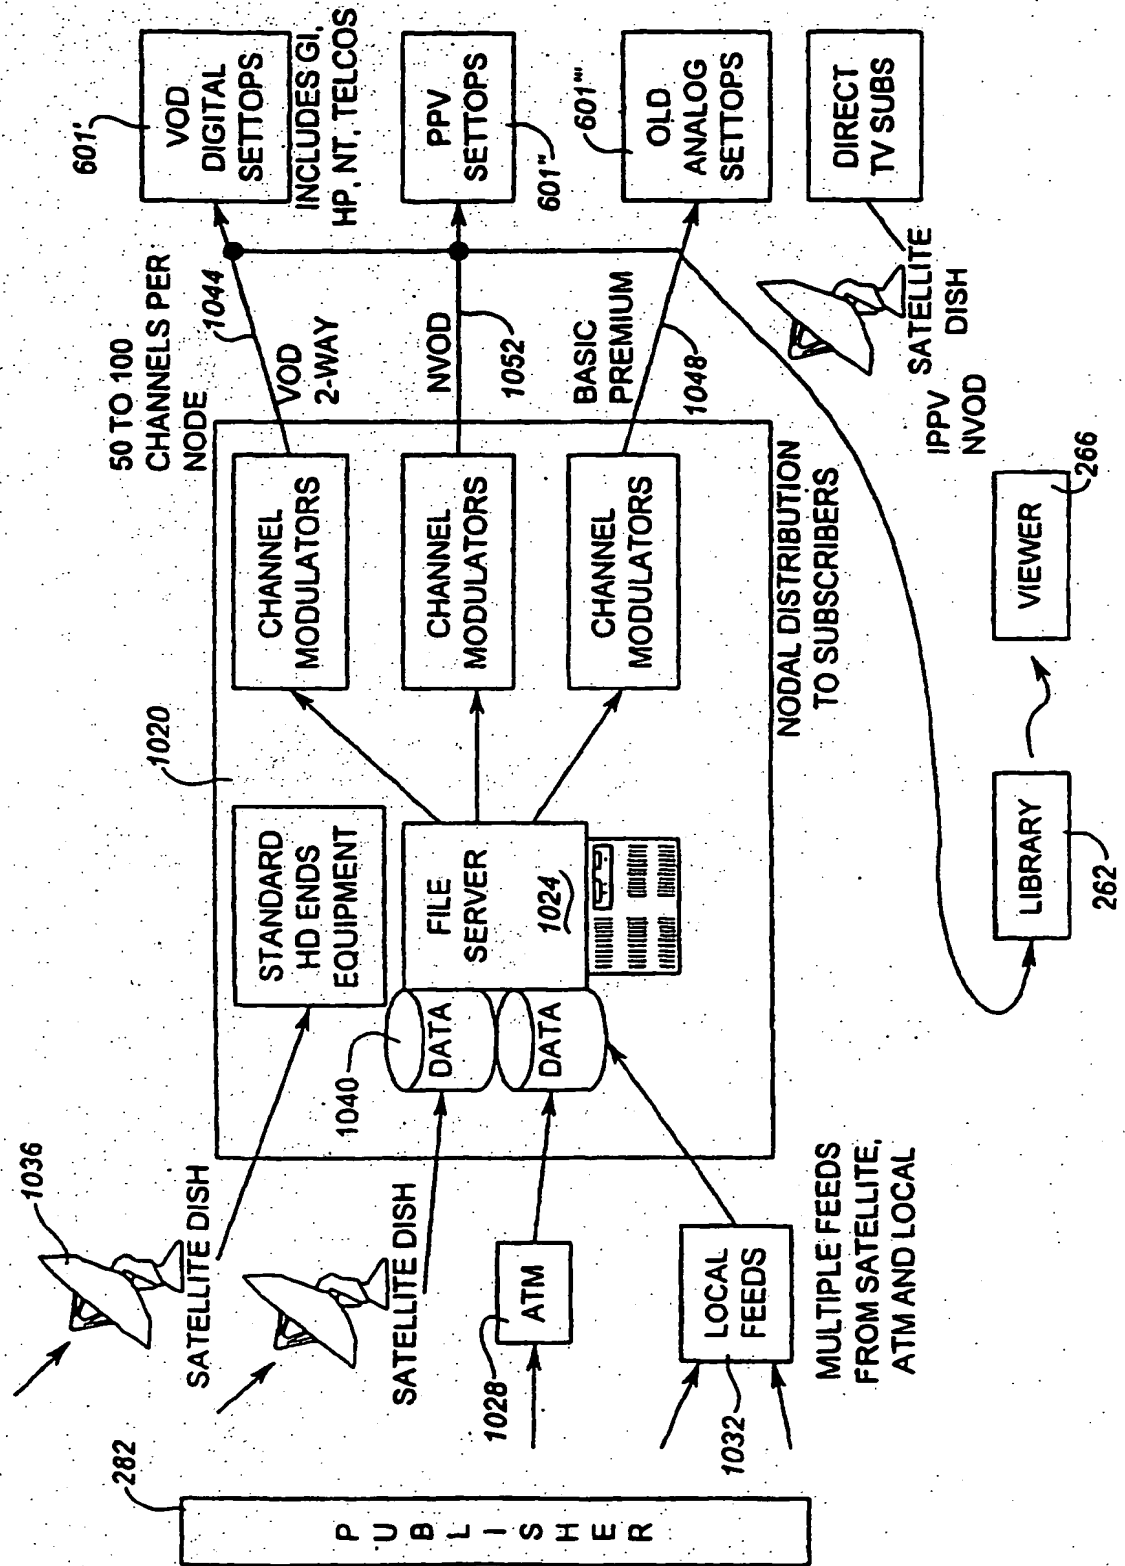 282
PUBLISHER
1036
SATELLITE DISH
SATELLITE DISH
1028
ATM
1032
LOCAL
FEEDS
MULTIPLE FEEDS
FROM SATELLITE,
ATM AND LOCAL
1020
STANDARD
HD ENDS
EQUIPMENT
1040
DATA
DATA
FILE
SERVER
1024
CHANNEL
MODULATORS
CHANNEL
MODULATORS
CHANNEL
MODULATORS
NODAL DISTRIBUTION
TO SUBSCRIBERS
50 TO 100
CHANNELS PER
NODE
1044
VOD
2-WAY
NVOD
1052
BASIC
PREMIUM
1048
601'
VOD
DIGITAL
SETTOPS
INCLUDES GI,
HP, NT, TELCOS
PPV
SETTOPS
601''
601'''
OLD
ANALOG
SETTOPS
DIRECT
TV SUBS
SATELLITE
DISH
IPPV
NVOD
LIBRARY
262
VIEWER
266